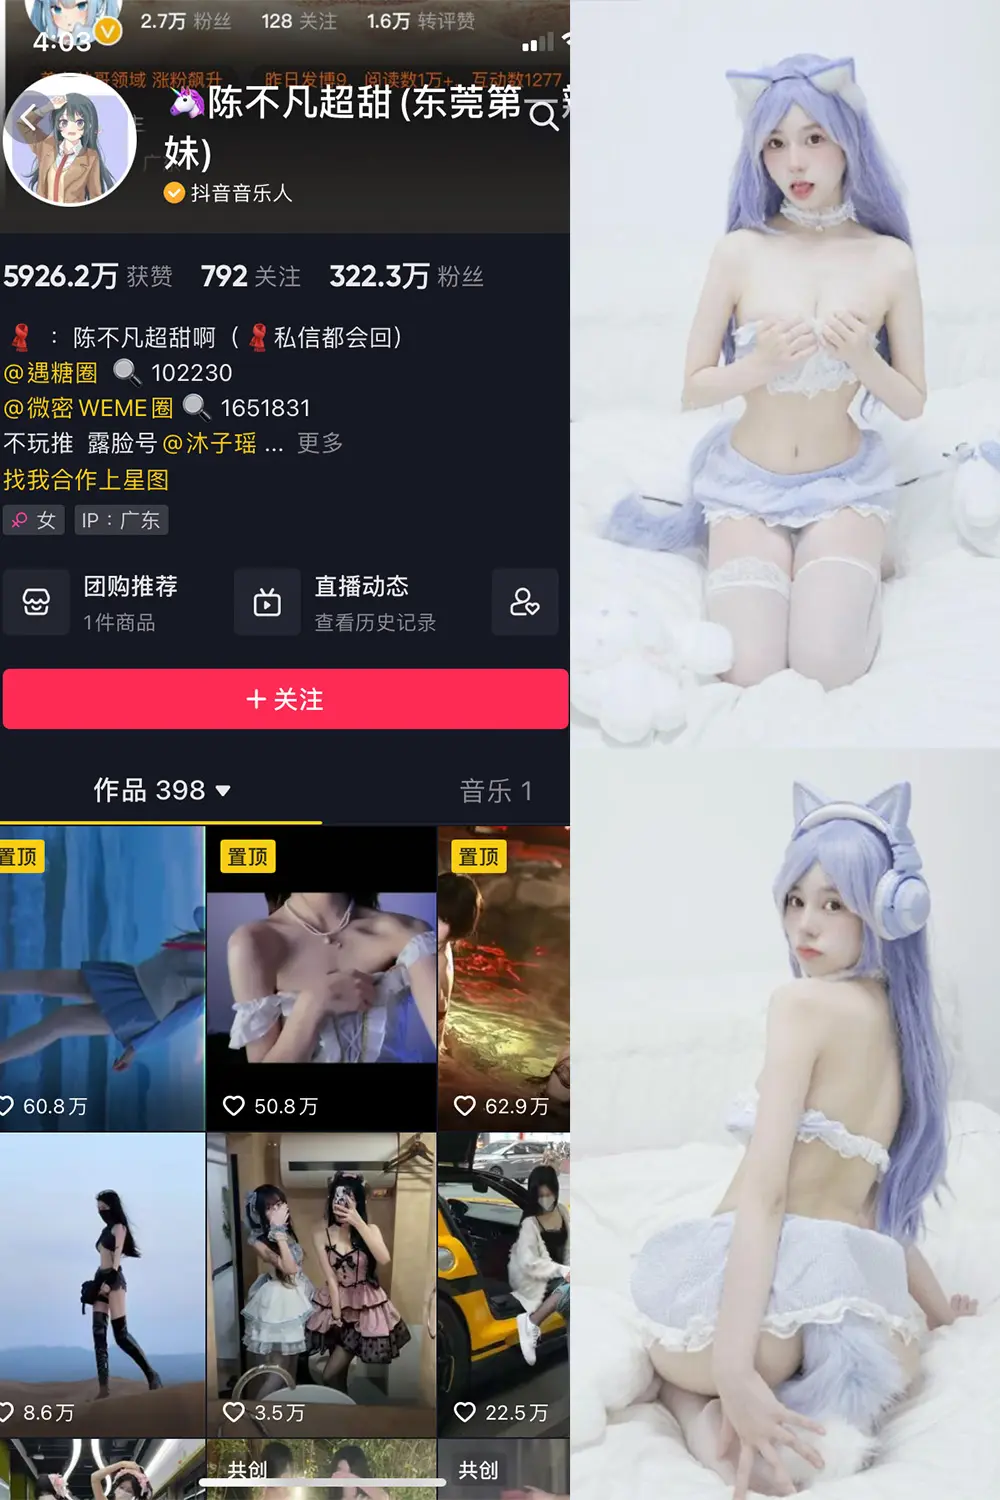 2.7万 粉丝 128 关注 1.6万 转评赞
4:03
领域 涨粉飙升 昨日发博9 阅读数1万+ 互动数1277
陈不凡超甜 (东莞第一
妹)
抖音音乐人
5926.2万 获赞 792 关注 322.3万 粉丝
： 陈不凡超甜啊（ 私信都会回）
@遇糖圈 102230
@微密WEME圈 1651831
不玩推 露脸号@沐子瑶 ... 更多
找我合作上星图
女 IP：广东
团购推荐 直播动态
1件商品 查看历史记录
+ 关注
作品 398 音乐 1
置顶 置顶 置顶
60.8万 50.8万 62.9万
8.6万 3.5万 22.5万
共创 共创